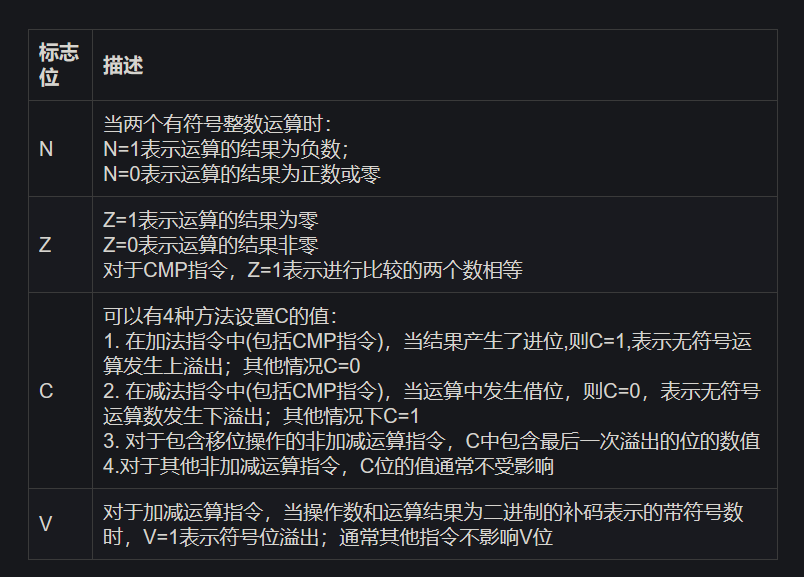 标志位 描述
N
当两个有符号整数运算时：
N=1表示运算的结果为负数；
N=0表示运算的结果为正数或零
Z
Z=1表示运算的结果为零
Z=0表示运算的结果非零
对于CMP指令，Z=1表示进行比较的两个数相等
C
可以有4种方法设置C的值：
1. 在加法指令中(包括CMP指令)，当结果产生了进位,则C=1,表示无符号运
算发生上溢出；其他情况C=0
2. 在减法指令中(包括CMP指令)，当运算中发生借位，则C=0，表示无符号
运算数发生下溢出；其他情况下C=1
3. 对于包含移位操作的非加减运算指令，C中包含最后一次溢出的位的数值
4.对于其他非加减运算指令，C位的值通常不受影响
V
对于加减运算指令，当操作数和运算结果为二进制的补码表示的带符号数
时，V=1表示符号位溢出；通常其他指令不影响V位